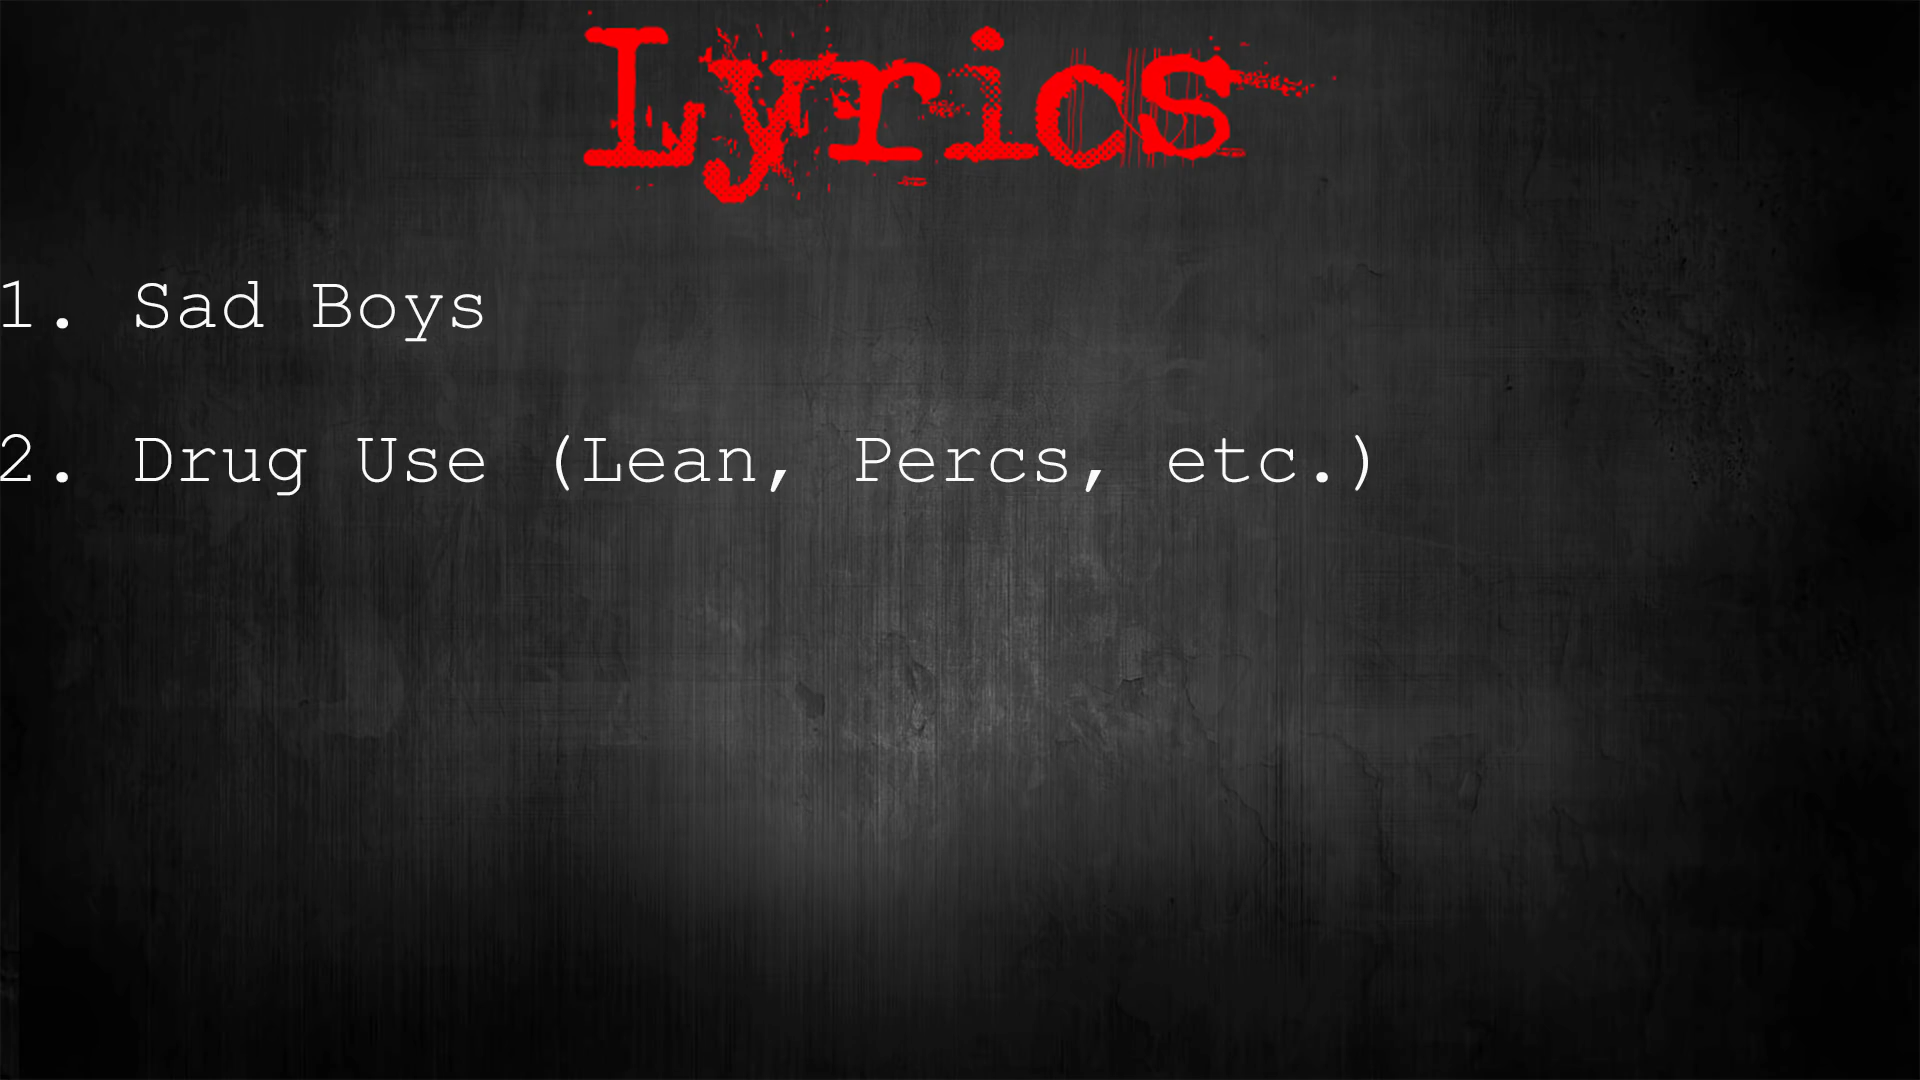 Lyrics
1. Sad Boys
2. Drug Use (Lean, Percs, etc.)